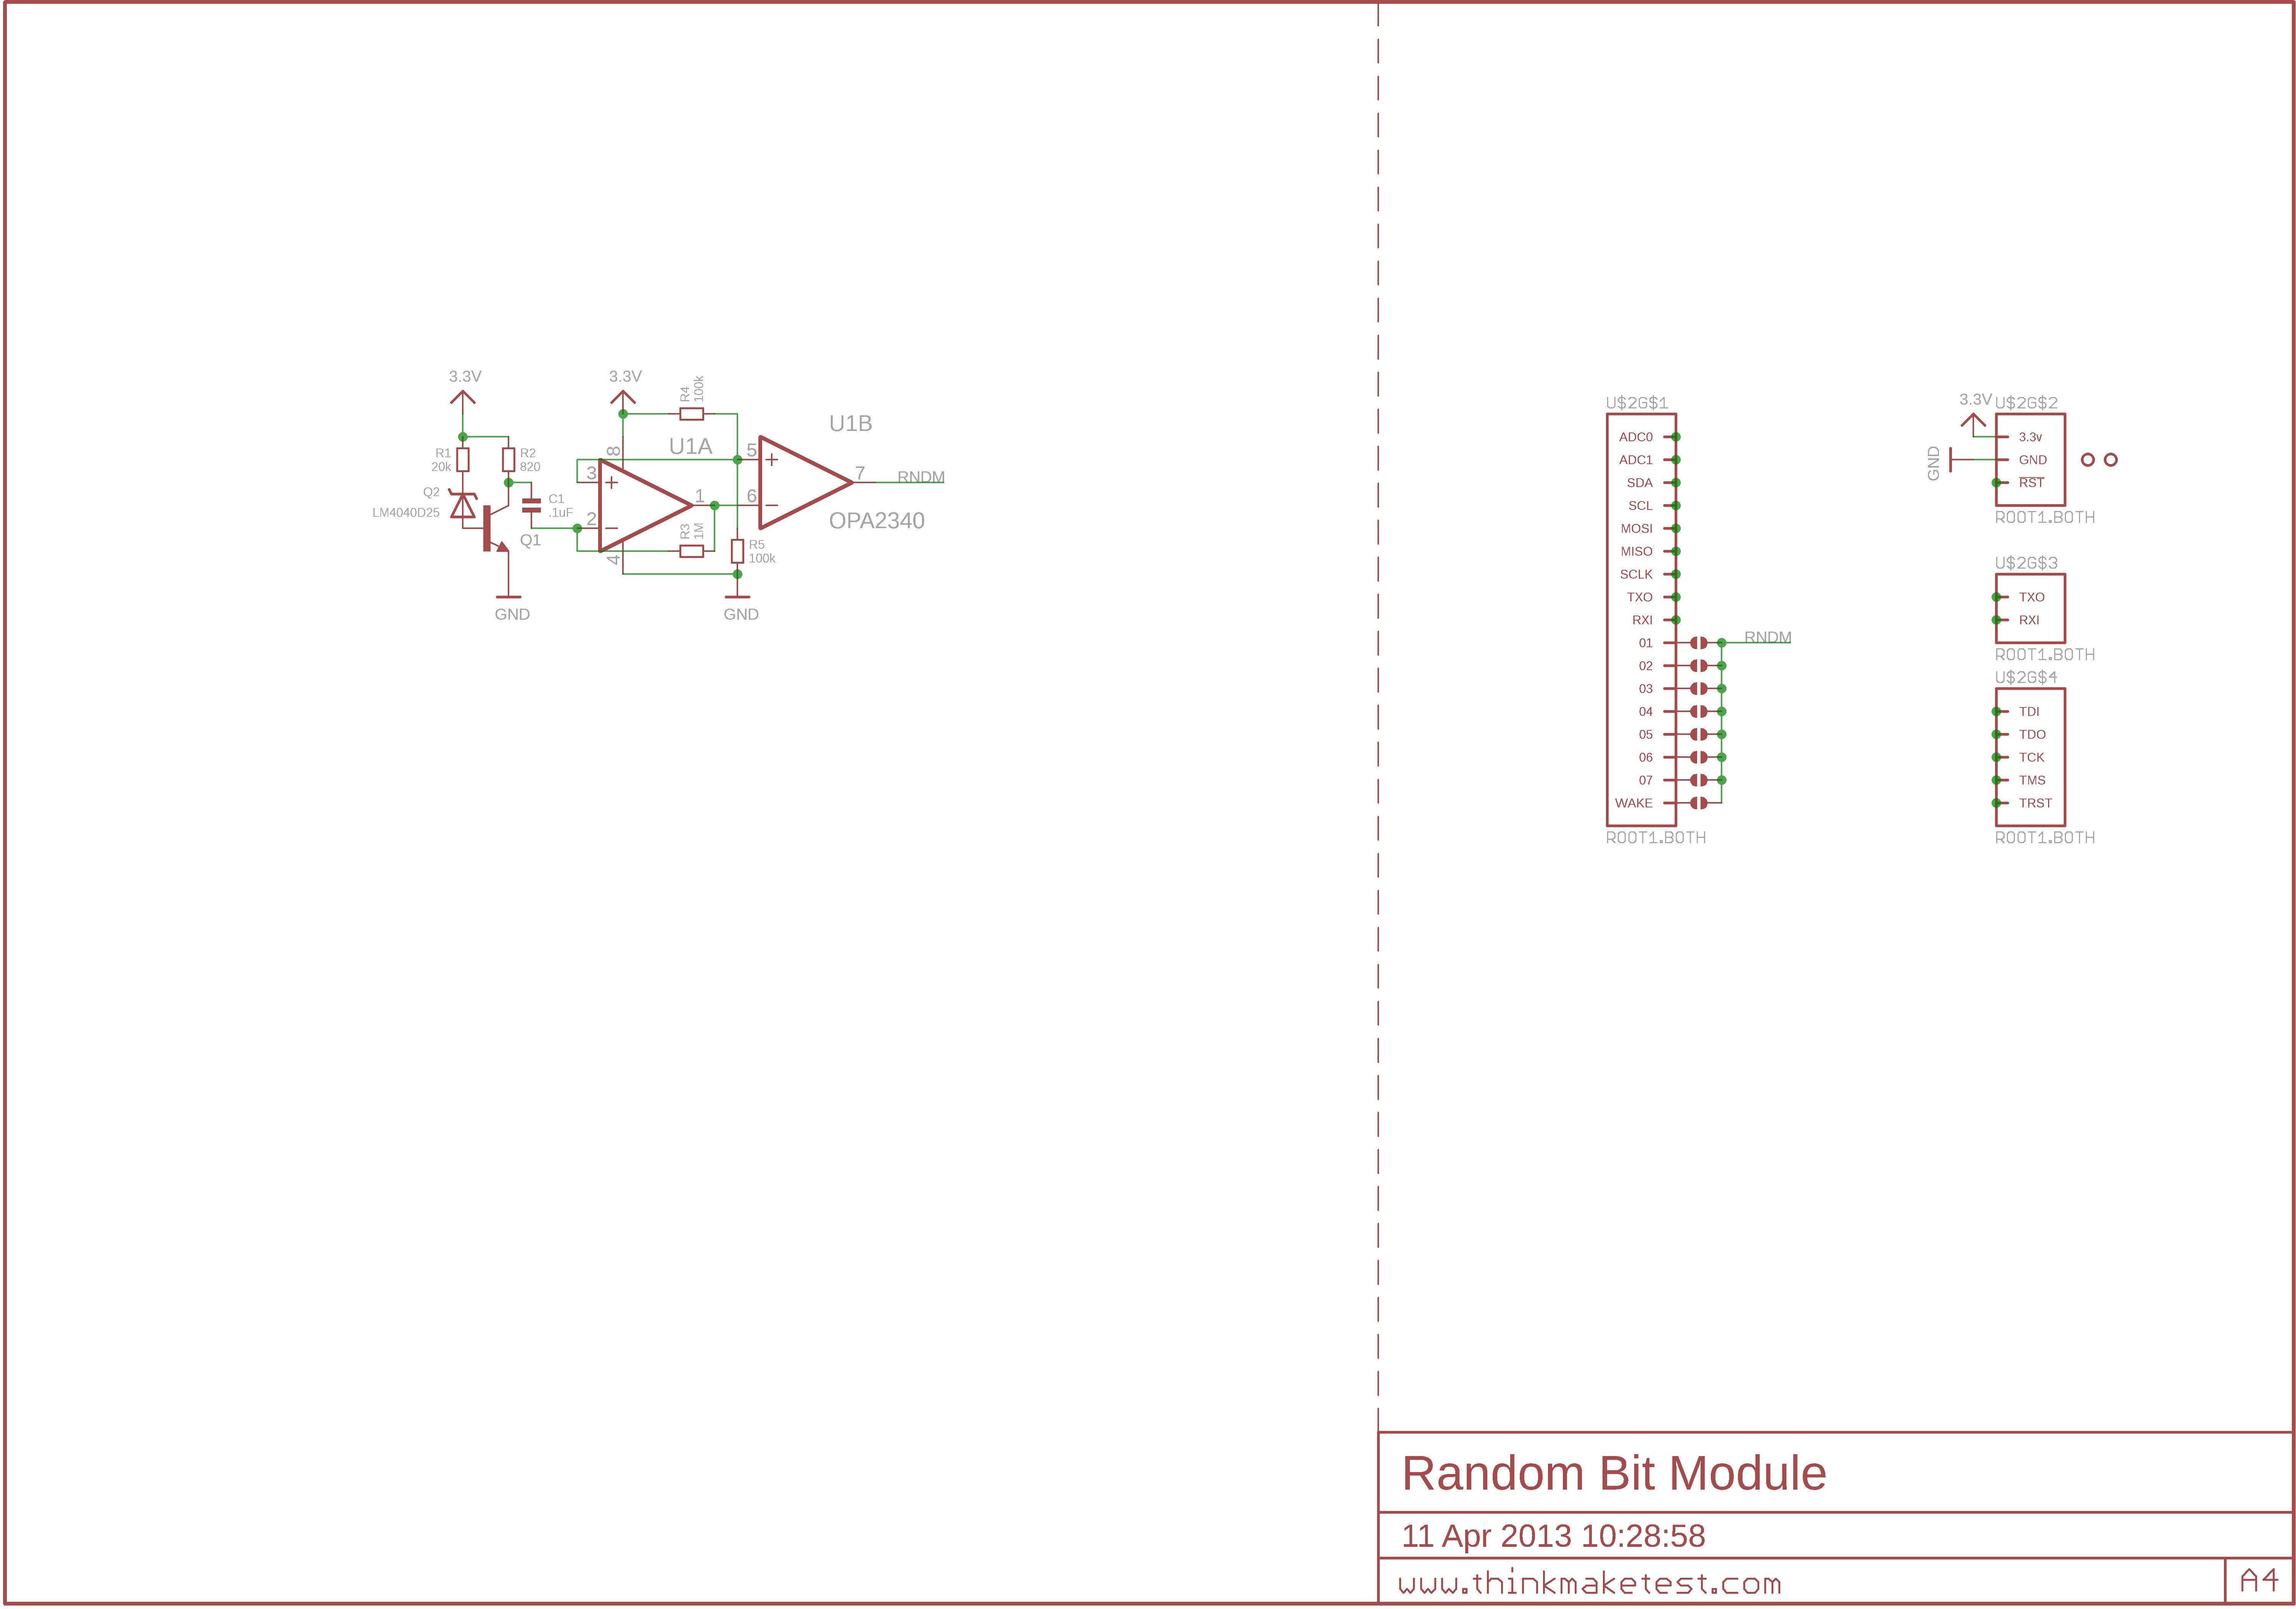 3.3V
R1
20k
R2
820
Q2
LM4040D25
C1
.1uF
Q1
GND
3.3V
R4
100k
U1A
8
3
2
1
4
R3
1M
U1B
5
6
7
RNDM
OPA2340
R5
100k
GND
U$2G$1
ADC0
ADC1
SDA
SCL
MOSI
MISO
SCLK
TXO
RXI
01
RNDM
02
03
04
05
06
07
WAKE
ROOT1.BOTH
3.3V
U$2G$2
3.3v
GND
GND
RST
ROOT1.BOTH
U$2G$3
TXO
RXI
ROOT1.BOTH
U$2G$4
TDI
TDO
TCK
TMS
TRST
ROOT1.BOTH
Random Bit Module
11 Apr 2013 10:28:58
www.thinkmaketest.com
A4